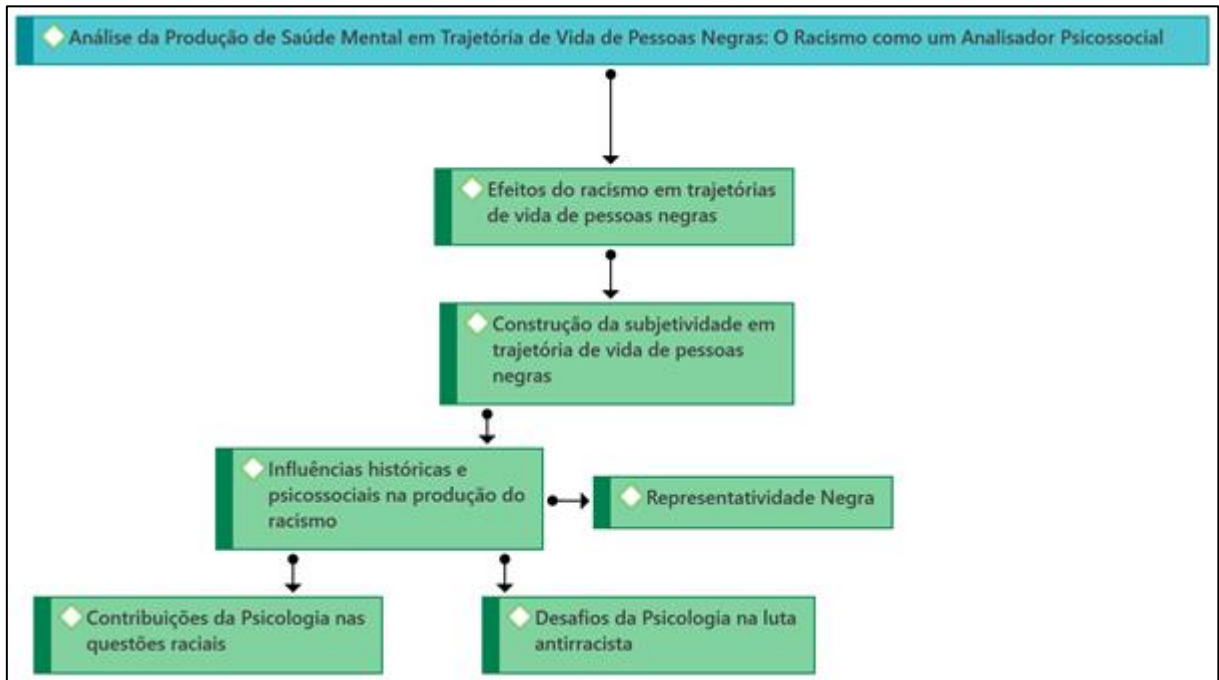 Análise da Produção de Saúde Mental em Trajetória de Vida de Pessoas Negras: O Racismo como um Analisador Psicossocial
Efeitos do racismo em trajetórias
de vida de pessoas negras
Construção da subjetividade em
trajetória de vida de pessoas
negras
Influências históricas e
psicossociais na produção do
racismo
Representatividade Negra
Contribuições da Psicologia nas
questões raciais
Desafios da Psicologia na luta
antirracista